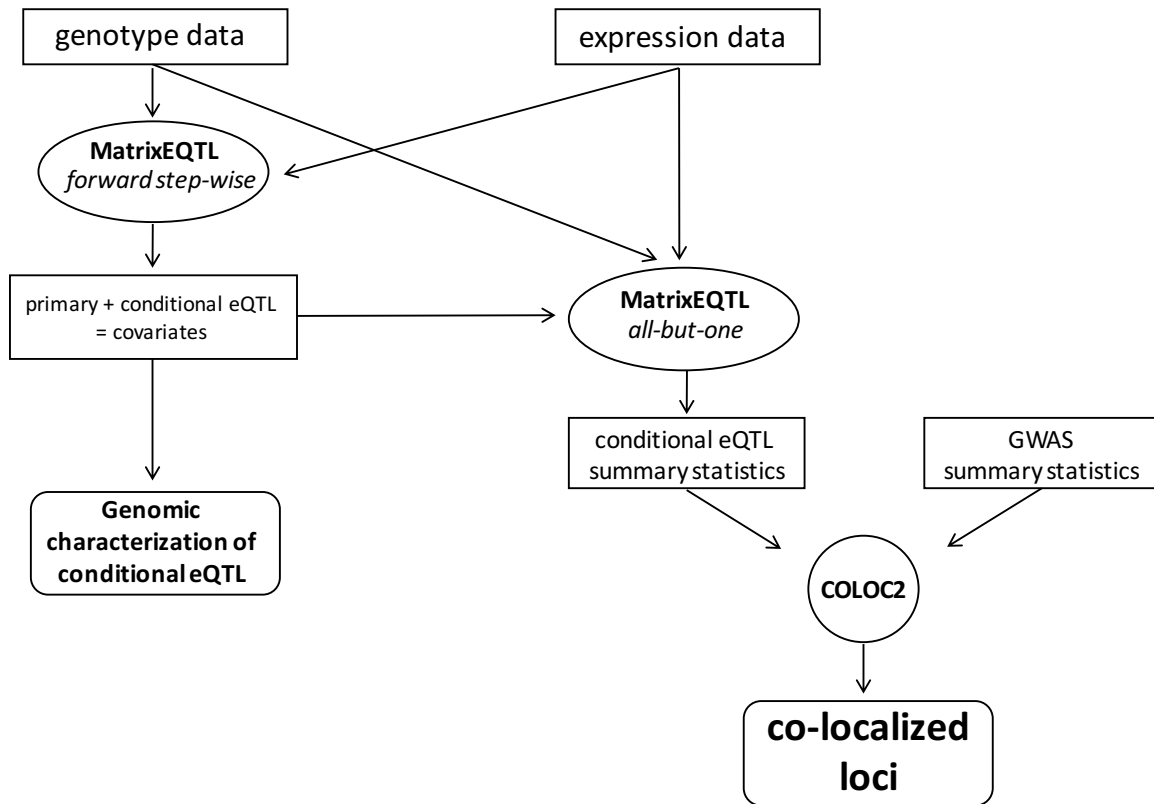 genotype data
expression data
MatrixEQTL
forward step-wise
primary + conditional eQTL
= covariates
MatrixEQTL
all-but-one
conditional eQTL
summary statistics
GWAS
summary statistics
Genomic
characterization of
conditional eQTL
COLOC2
co-localized
loci